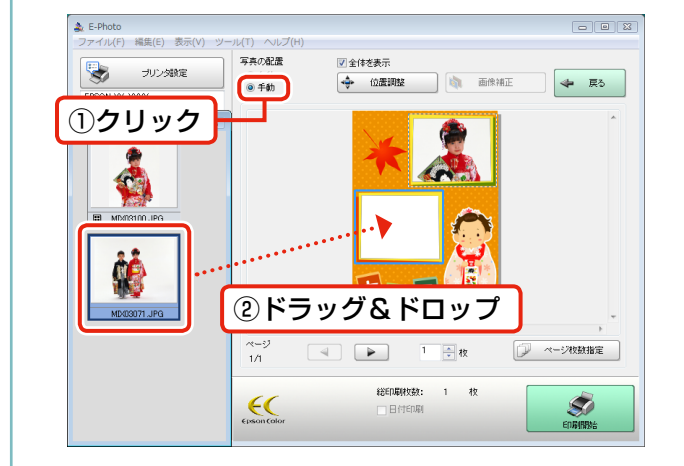 E-Photo
ファイル(F) 編集(E) 表示(V) ツール(T) ヘルプ(H)
プリンタ設定
写真の配置
全体を表示
手動
位置調整
画像補正
戻る
①クリック
MDX03100.JPG
MDX03071.JPG
②ドラッグ&ドロップ
ページ
1/1
1 枚
ページ枚数指定
総印刷枚数: 1 枚
日付印刷
Epson Color
印刷開始